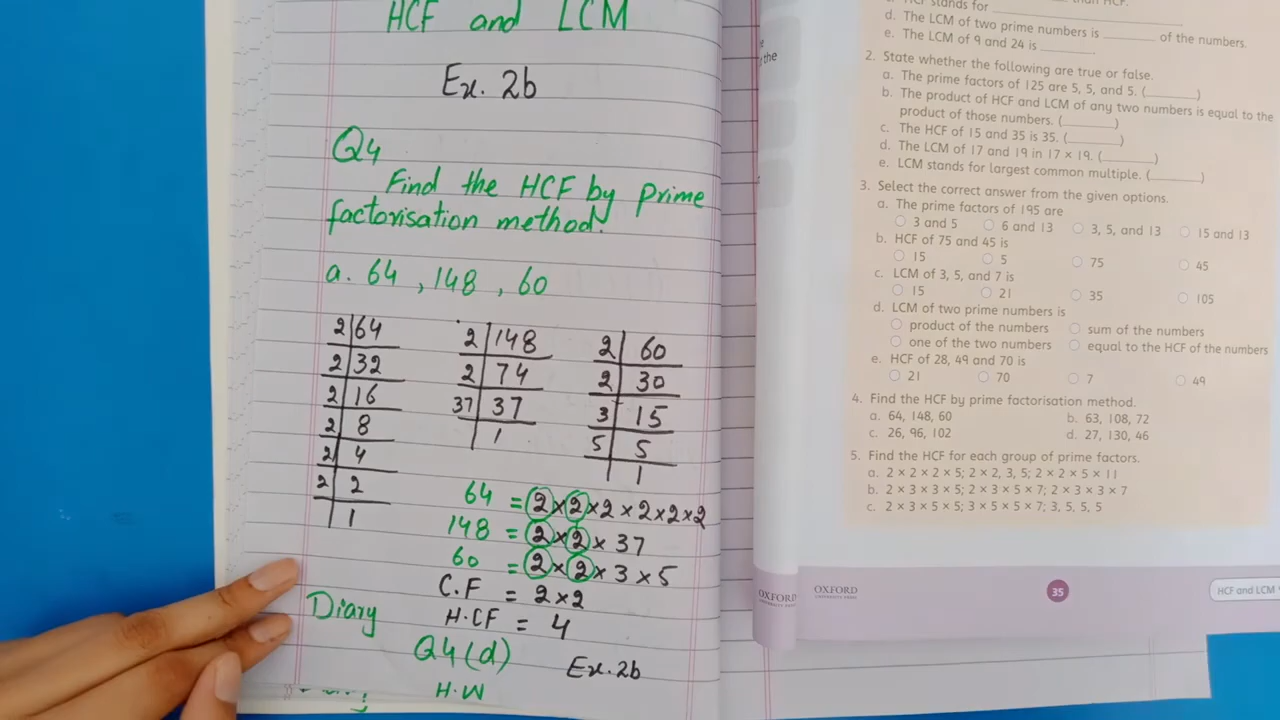 HCF and LCM
Ex. 2b
Q4
Find the HCF by prime
factorisation method.
a. 64 , 148 , 60
2 64
2 32
2 16
2 8
2 4
2 2
1
2 148
2 74
37 37
1
2 60
2 30
3 15
5 5
1
64 = 2×2×2×2×2×2
148 = 2×2×37
60 = 2×2×3×5
C.F = 2×2
H.CF = 4
Diary
Q4(d) Ex.2b
H.W
the
HCF stands for
than HCF.
d. The LCM of two prime numbers is ________ of the numbers.
e. The LCM of 9 and 24 is ________
2. State whether the following are true or false.
a. The prime factors of 125 are 5, 5, and 5. (________)
b. The product of HCF and LCM of any two numbers is equal to the
product of those numbers. (________)
c. The HCF of 15 and 35 is 35. (________)
d. The LCM of 17 and 19 in 17 × 19. (________)
e. LCM stands for largest common multiple. (________)
3. Select the correct answer from the given options.
a. The prime factors of 195 are
3 and 5 6 and 13 3, 5, and 13 15 and 13
b. HCF of 75 and 45 is
15 5 75 45
c. LCM of 3, 5, and 7 is
15 21 35 105
d. LCM of two prime numbers is
product of the numbers sum of the numbers
one of the two numbers equal to the HCF of the numbers
e. HCF of 28, 49 and 70 is
21 70 7 49
4. Find the HCF by prime factorisation method.
a. 64, 148, 60 b. 63, 108, 72
c. 26, 96, 102 d. 27, 130, 46
5. Find the HCF for each group of prime factors.
a. 2 × 2 × 2 × 5; 2 × 2, 3, 5; 2 × 2 × 5 × 11
b. 2 × 3 × 3 × 5; 2 × 3 × 5 × 7; 2 × 3 × 3 × 7
c. 2 × 3 × 5 × 5; 3 × 5 × 5 × 7; 3, 5, 5, 5
OXFORD
UNIVERSITY PRESS
OXFORD
UNIVERSITY PRESS
35
HCF and LCM